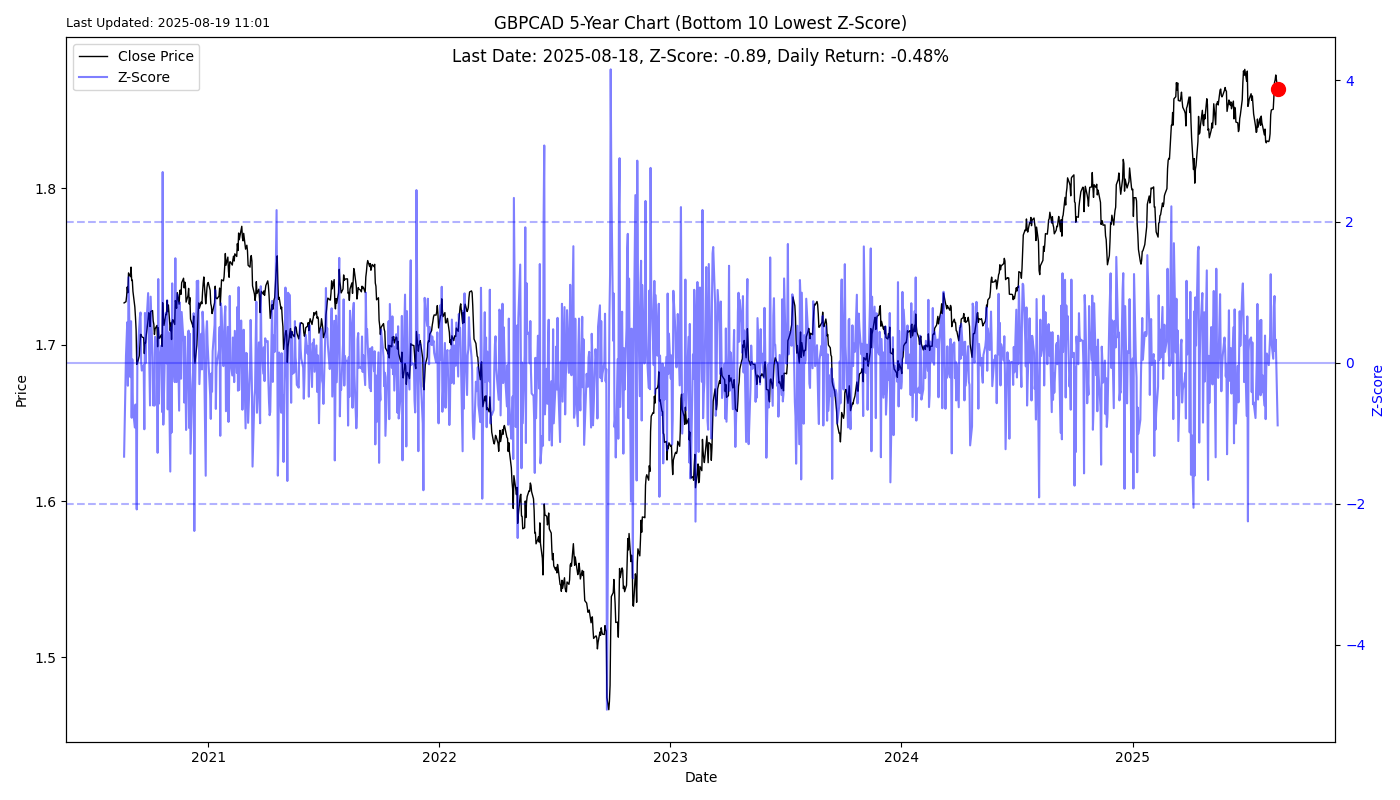 Last Updated: 2025-08-19 11:01
GBPCAD 5-Year Chart (Bottom 10 Lowest Z-Score)
Last Date: 2025-08-18, Z-Score: -0.89, Daily Return: -0.48%
Close Price
Z-Score
1.8
1.7
1.6
1.5
Price
4
2
0
−2
−4
Z-Score
2021
2022
2023
2024
2025
Date